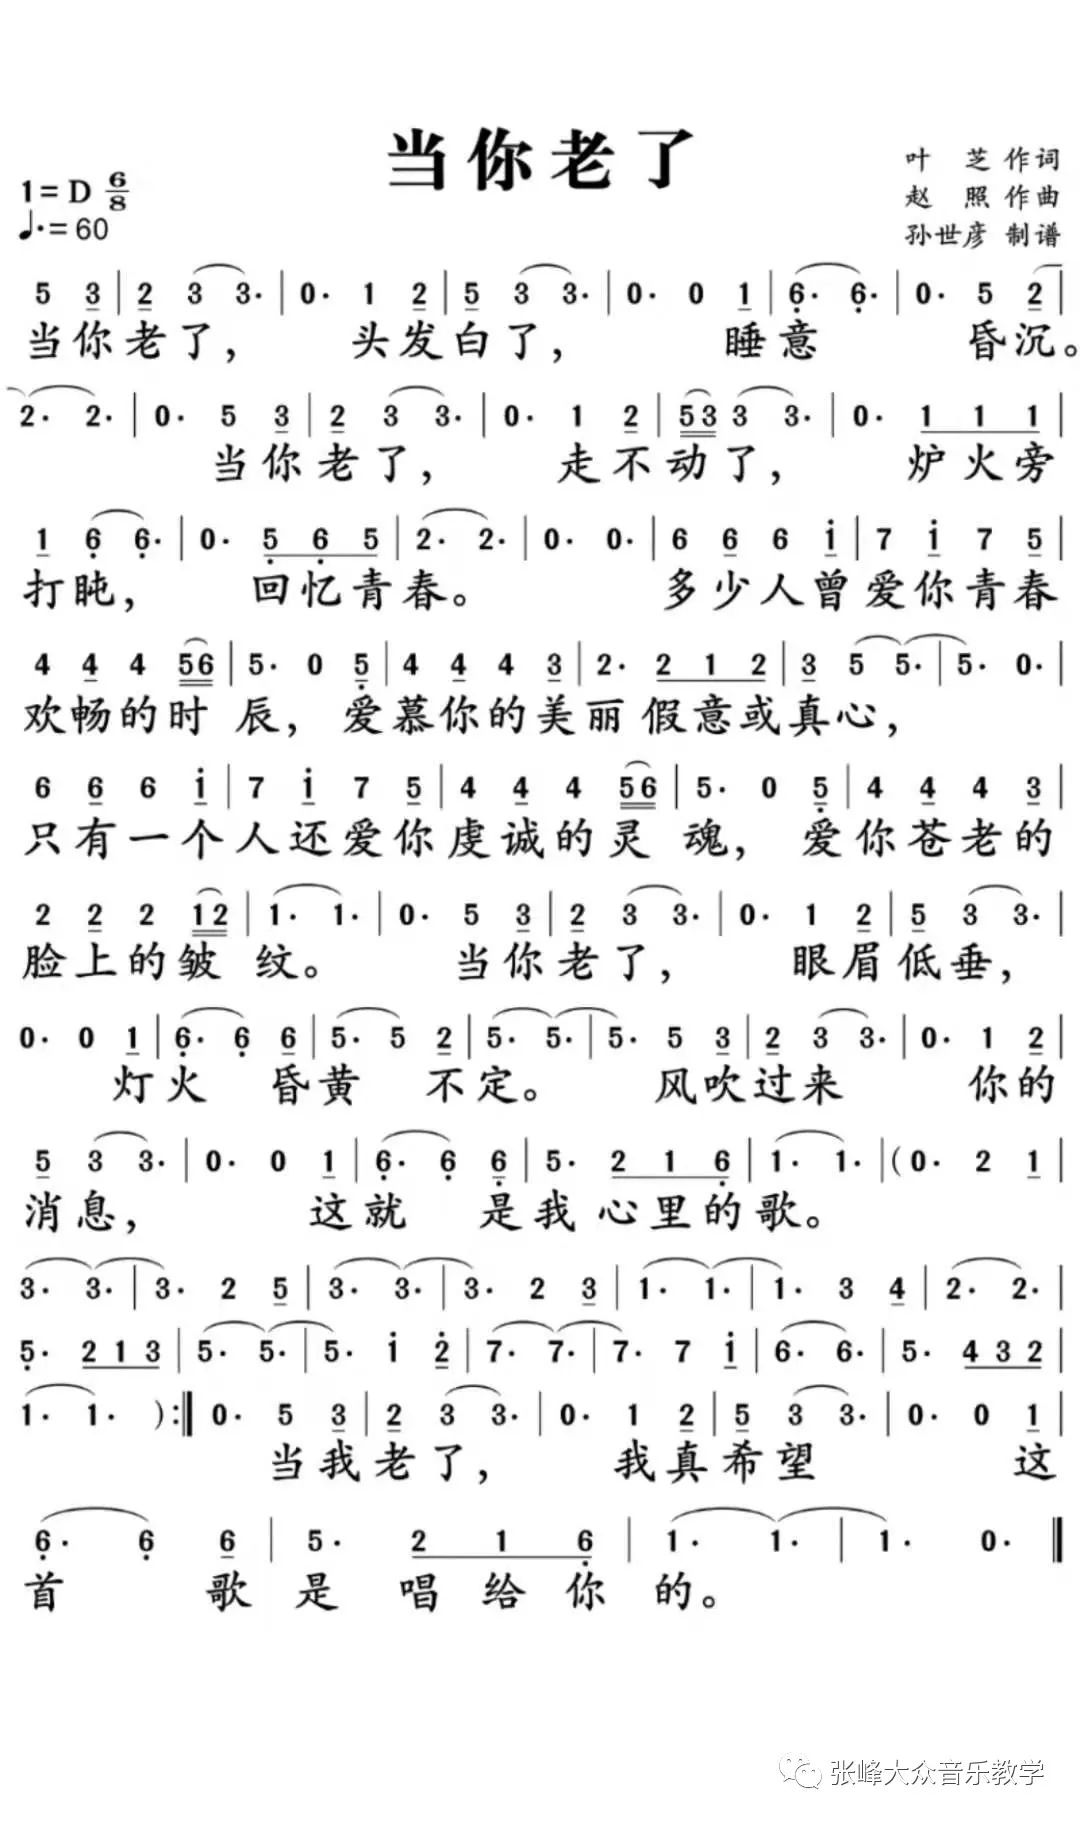 当你老了
叶 芝 作词
1=D 6/8
赵 照 作曲
♩.=60
孙世彦 制谱
5 3 | 2 3 3. | 0. 1 2 | 5 3 3. | 0. 0 1 | 6. 6. | 0. 5 2 |
当你老了, 头发白了, 睡意 昏沉。
2. 2. | 0. 5 3 | 2 3 3. | 0. 1 2 | 53 3 3. | 0. 1 1 1 |
当你老了, 走不动了, 炉火旁
1 6 6. | 0. 5 6 5 | 2. 2. | 0. 0. | 6 6 6 i | 7 i 7 5 |
打盹, 回忆青春。 多少人曾爱你青春
4 4 4 56 | 5. 0 5 | 4 4 4 3 | 2. 2 1 2 | 3 5 5. | 5. 0. |
欢畅的时 辰, 爱慕你的美丽 假意或真心,
6 6 6 i | 7 i 7 5 | 4 4 4 56 | 5. 0 5 | 4 4 4 3 |
只有一个人还爱你虔诚的灵 魂, 爱你苍老的
2 2 2 12 | 1. 1. | 0. 5 3 | 2 3 3. | 0. 1 2 | 5 3 3. |
脸上的皱 纹。 当你老了, 眼眉低垂,
0. 0 1 | 6. 6 6 | 5. 5 2 | 5. 5. | 5. 5 3 | 2 3 3. | 0. 1 2 |
灯火 昏黄 不定。 风吹过来 你的
5 3 3. | 0. 0 1 | 6. 6 6 | 5. 2 1 6 | 1. 1. | (0. 2 1 |
消息, 这就 是我 心里的歌。
3. 3. | 3. 2 5 | 3. 3. | 3. 2 3 | 1. 1. | 1. 3 4 | 2. 2. |
5. 2 1 3 | 5. 5. | 5. i 2 | 7. 7. | 7. 7 i | 6. 6. | 5. 4 3 2 |
1. 1. ) :‖ 0. 5 3 | 2 3 3. | 0. 1 2 | 5 3 3. | 0. 0 1 |
当我老了, 我真希望 这
6. 6 6 | 5. 2 1 6 | 1. 1. | 1. 0. ‖
首 歌是 唱给你 的。
张峰大众音乐教学